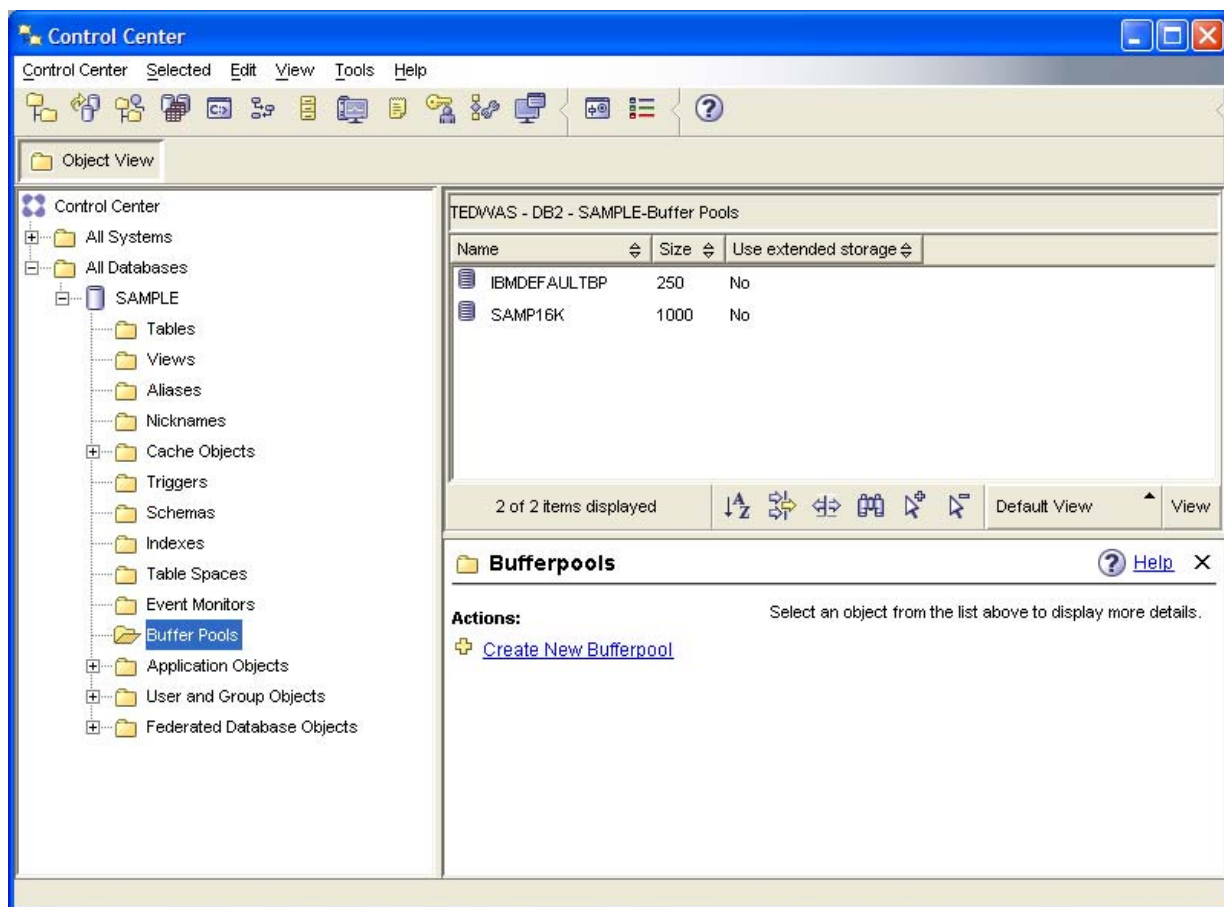 Control Center
Control Center Selected Edit View Tools Help
Object View
Control Center
All Systems
All Databases
SAMPLE
Tables
Views
Aliases
Nicknames
Cache Objects
Triggers
Schemas
Indexes
Table Spaces
Event Monitors
Buffer Pools
Application Objects
User and Group Objects
Federated Database Objects
TEDWAS - DB2 - SAMPLE-Buffer Pools
Name Size Use extended storage
IBMDEFAULTBP 250 No
SAMP16K 1000 No
2 of 2 items displayed Default View View
Bufferpools Help
Actions: Select an object from the list above to display more details.
Create New Bufferpool